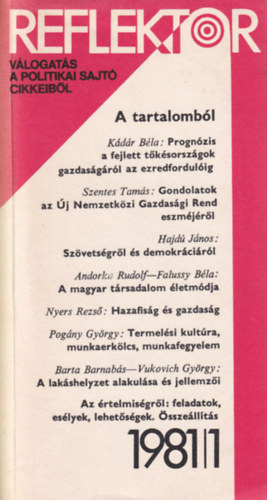 REFLEKTOR
VÁLOGATÁS
A POLITIKAI SAJTÓ
CIKKEIBŐL
A tartalomból
Kádár Béla: Prognózis
a fejlett tőkésországok
gazdaságáról az ezredfordulóig
Szentes Tamás: Gondolatok
az Új Nemzetközi Gazdasági Rend
eszméjéről
Hajdú János:
Szövetségről és demokráciáról
Andorka Rudolf—Falussy Béla:
A magyar társadalom életmódja
Nyers Rezső: Hazafiság és gazdaság
Pogány György: Termelési kultúra,
munkaerkölcs, munkafegyelem
Barta Barnabás—Vukovich György:
A lakáshelyzet alakulása és jellemzői
Az értelmiségről: feladatok,
esélyek, lehetőségek. Összeállítás
1981/1